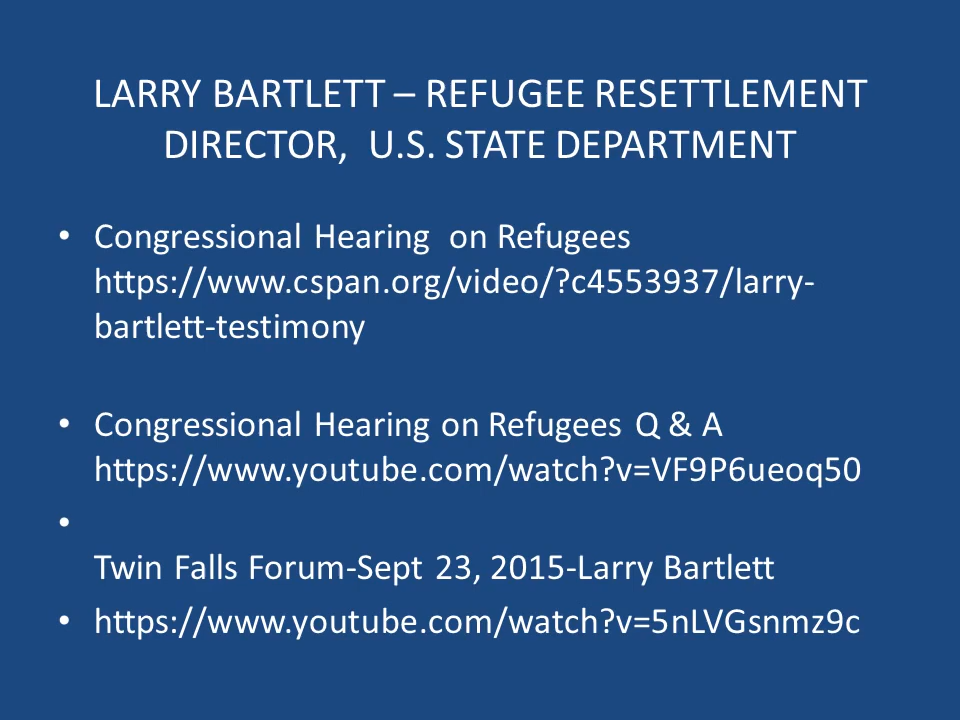 LARRY BARTLETT – REFUGEE RESETTLEMENT
DIRECTOR, U.S. STATE DEPARTMENT
• Congressional Hearing on Refugees
https://www.cspan.org/video/?c4553937/larry-
bartlett-testimony
• Congressional Hearing on Refugees Q & A
https://www.youtube.com/watch?v=VF9P6ueoq50
•
Twin Falls Forum-Sept 23, 2015-Larry Bartlett
• https://www.youtube.com/watch?v=5nLVGsnmz9c